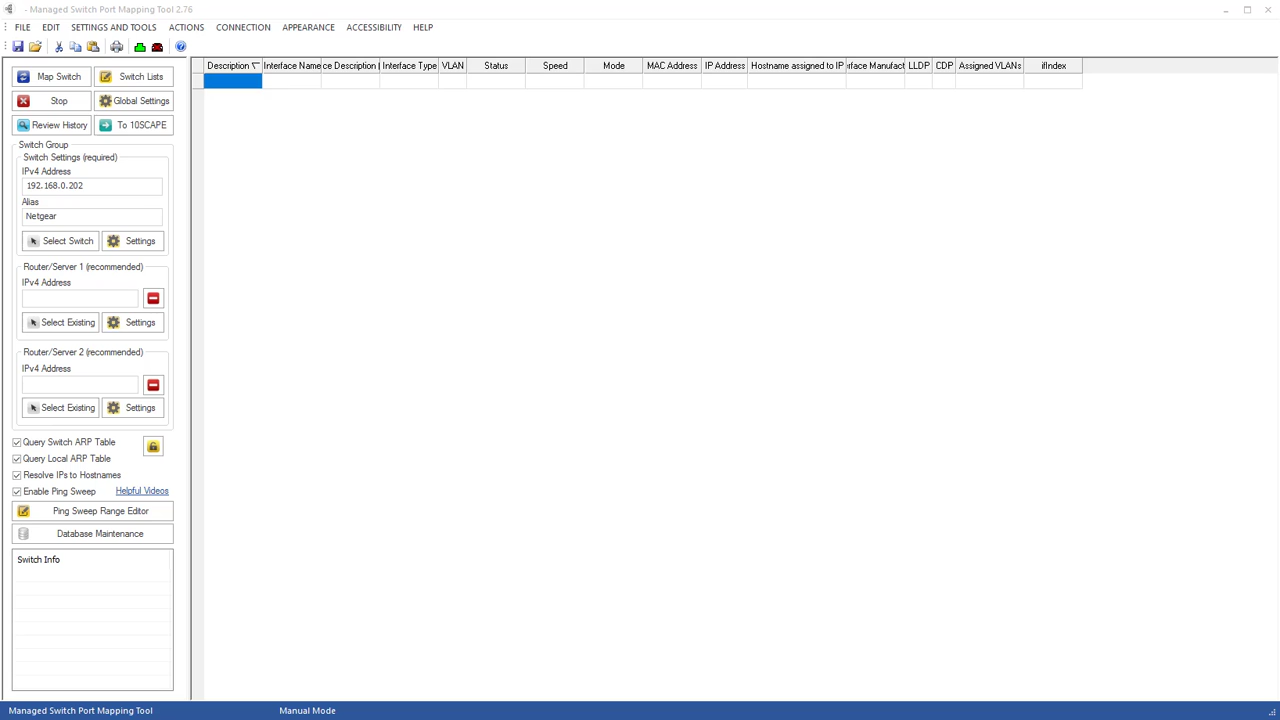 - Managed Switch Port Mapping Tool 2.76
FILE EDIT SETTINGS AND TOOLS ACTIONS CONNECTION APPEARANCE ACCESSIBILITY HELP
Map Switch Switch Lists
Stop Global Settings
Review History To 10SCAPE
Switch Group
Switch Settings (required)
IPv4 Address
192.168.0.202
Alias
Netgear
Select Switch Settings
Router/Server 1 (recommended)
IPv4 Address
Select Existing Settings
Router/Server 2 (recommended)
IPv4 Address
Select Existing Settings
Query Switch ARP Table
Query Local ARP Table
Resolve IPs to Hostnames
Enable Ping Sweep Helpful Videos
Ping Sweep Range Editor
Database Maintenance
Switch Info
Description Interface Name ce Description Interface Type VLAN Status Speed Mode MAC Address IP Address Hostname assigned to IP rface Manufact LLDP CDP Assigned VLANs ifIndex
Managed Switch Port Mapping Tool Manual Mode